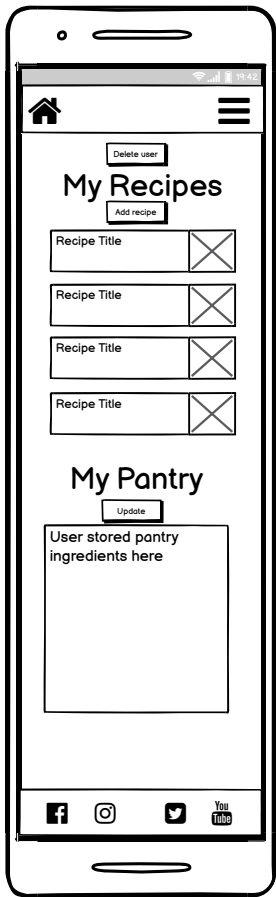 19:42
Delete user
My Recipes
Add recipe
Recipe Title
Recipe Title
Recipe Title
Recipe Title
My Pantry
Update
User stored pantry
ingredients here
You
Tube